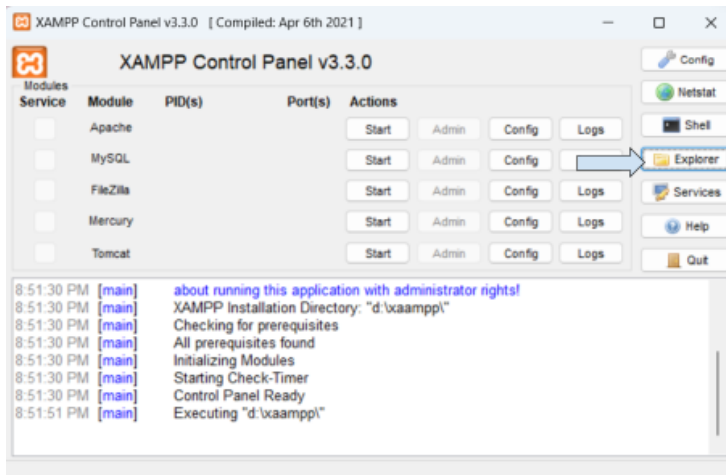 XAMPP Control Panel v3.3.0 [ Compiled: Apr 6th 2021 ]
XAMPP Control Panel v3.3.0
Config
Modules
Service Module PID(s) Port(s) Actions
Netstat
Apache Start Admin Config Logs
Shell
MySQL Start Admin Config
Explorer
FileZilla Start Admin Config Logs
Services
Mercury Start Admin Config Logs
Help
Tomcat Start Admin Config Logs
Quit
8:51:30 PM [main] about running this application with administrator rights!
8:51:30 PM [main] XAMPP Installation Directory: "d:\xaampp\"
8:51:30 PM [main] Checking for prerequisites
8:51:30 PM [main] All prerequisites found
8:51:30 PM [main] Initializing Modules
8:51:30 PM [main] Starting Check-Timer
8:51:30 PM [main] Control Panel Ready
8:51:51 PM [main] Executing "d:\xaampp\"